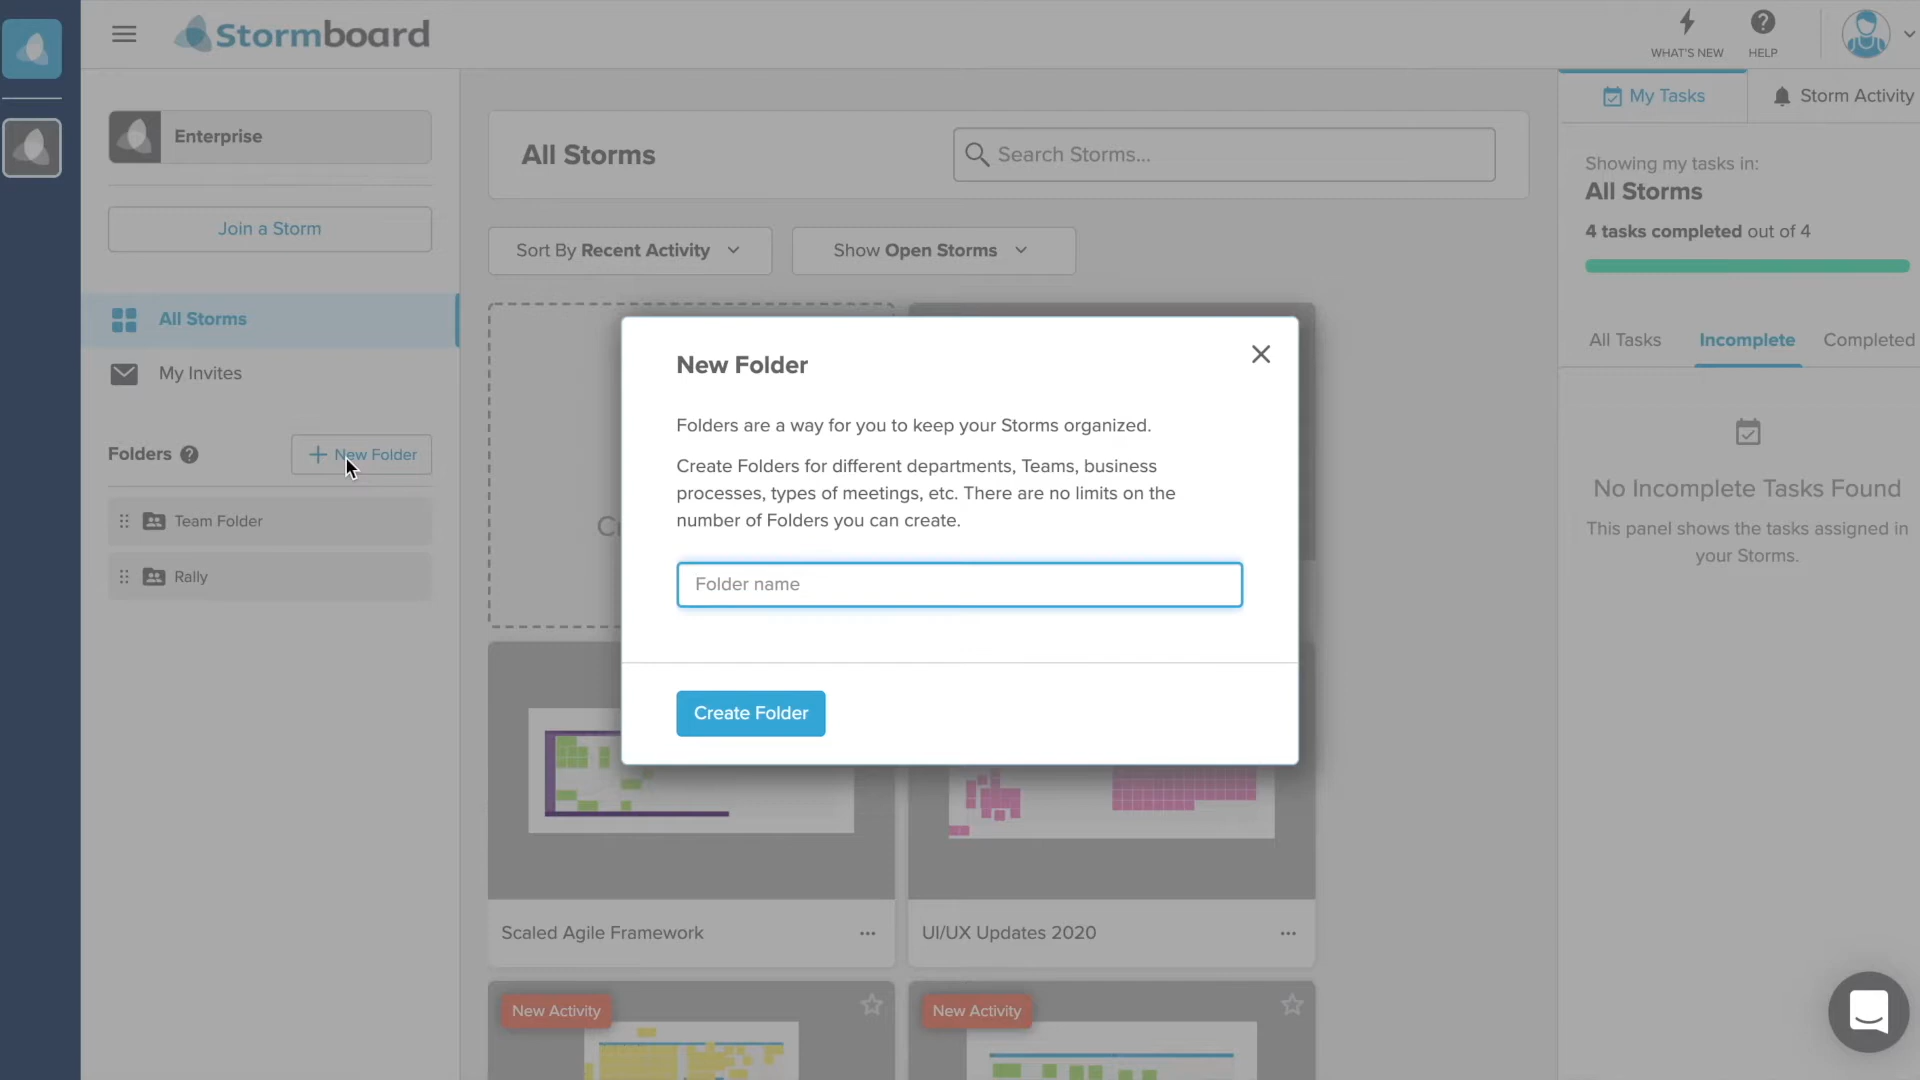 Stormboard
WHAT'S NEW
HELP
Enterprise
Join a Storm
All Storms
My Invites
Folders
New Folder
Team Folder
Rally
All Storms
Search Storms...
Sort By Recent Activity
Show Open Storms
New Folder
Folders are a way for you to keep your Storms organized.
Create Folders for different departments, Teams, business
processes, types of meetings, etc. There are no limits on the
number of Folders you can create.
Folder name
Create Folder
Scaled Agile Framework
UI/UX Updates 2020
New Activity
New Activity
My Tasks
Storm Activity
Showing my tasks in:
All Storms
4 tasks completed out of 4
All Tasks
Incomplete
Completed
No Incomplete Tasks Found
This panel shows the tasks assigned in
your Storms.